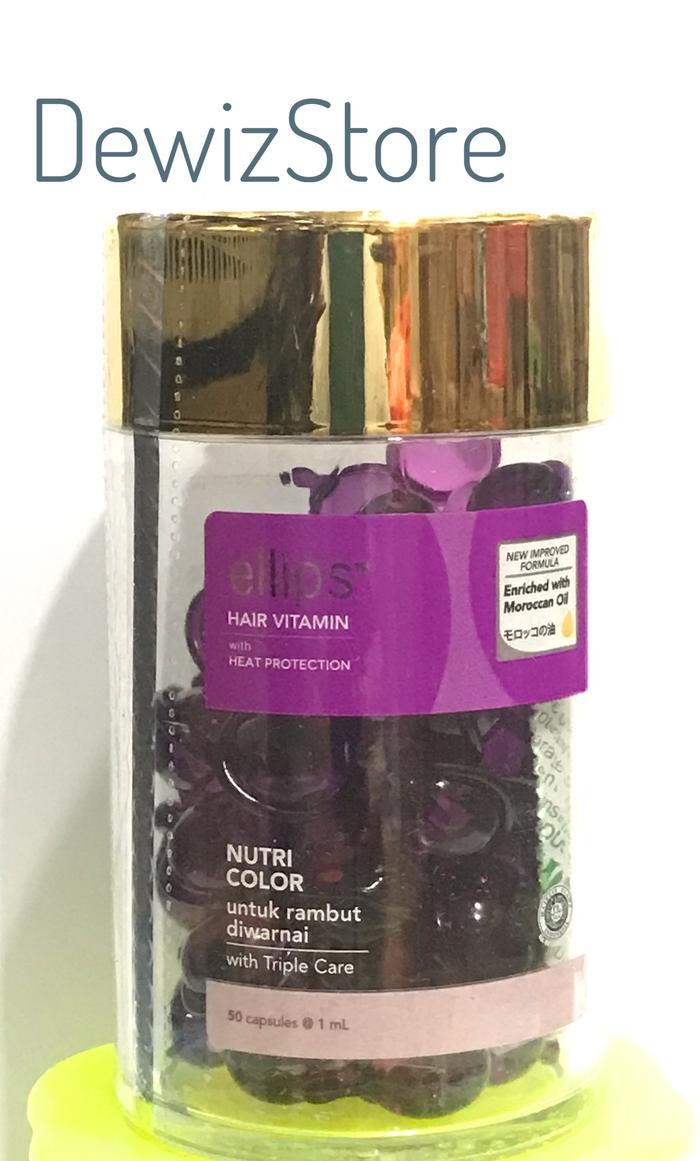 DewizStore
ellips™
HAIR VITAMIN
with
HEAT PROTECTION
NEW IMPROVED
FORMULA
Enriched with
Moroccan Oil
モロッコの油
NUTRI
COLOR
untuk rambut
diwarnai
with Triple Care
50 capsules @ 1 mL